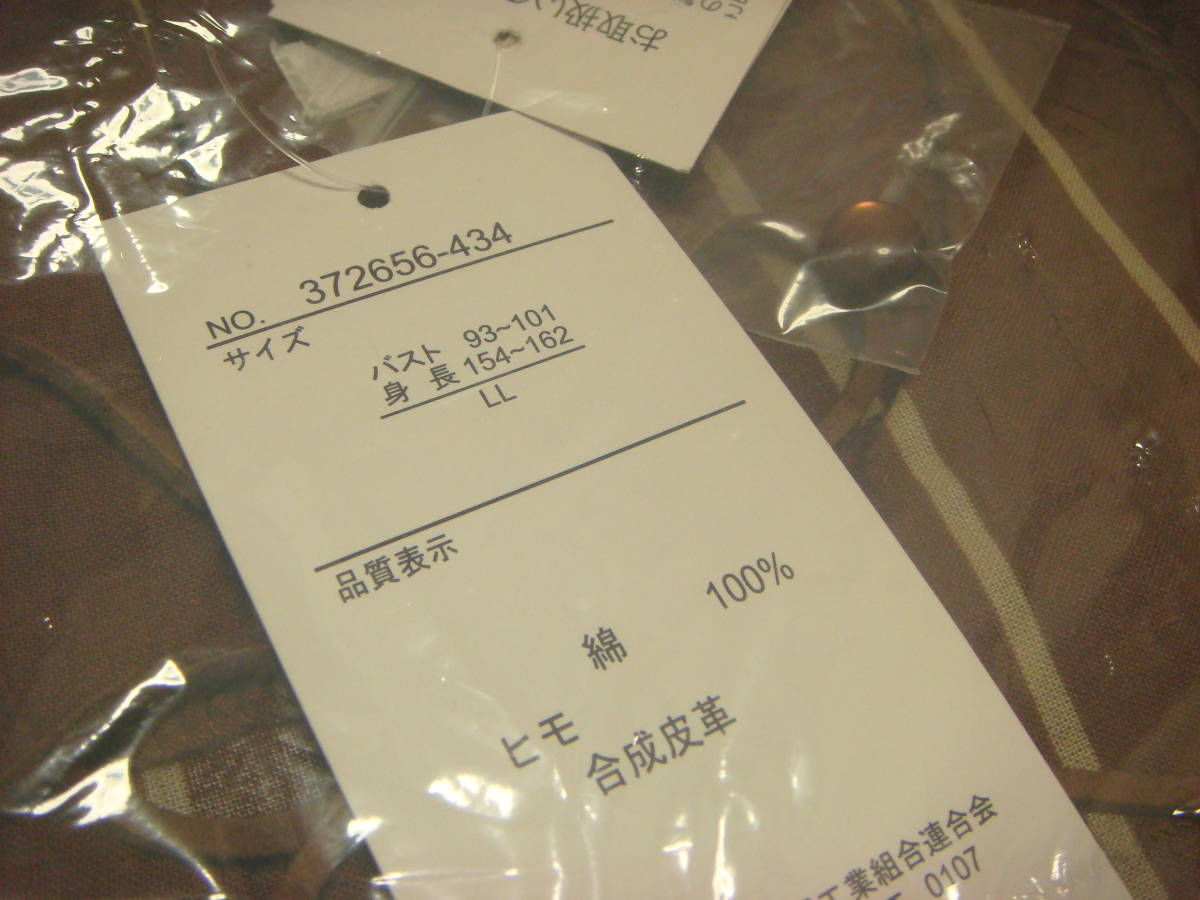 お取扱い
NO. 372656-434
サイズ
バスト 93~101
身長 154~162
LL
品質表示
綿 100%
ヒモ
合成皮革
工業組合連合会
0107